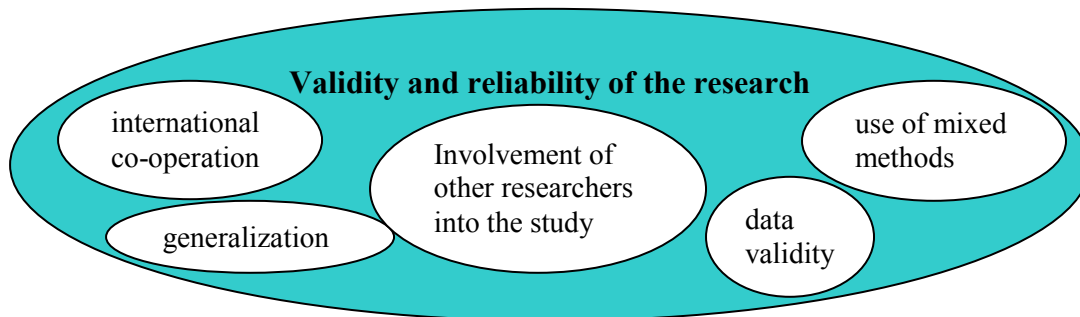 Validity and reliability of the research
international
co-operation
generalization
Involvement of
other researchers
into the study
data
validity
use of mixed
methods